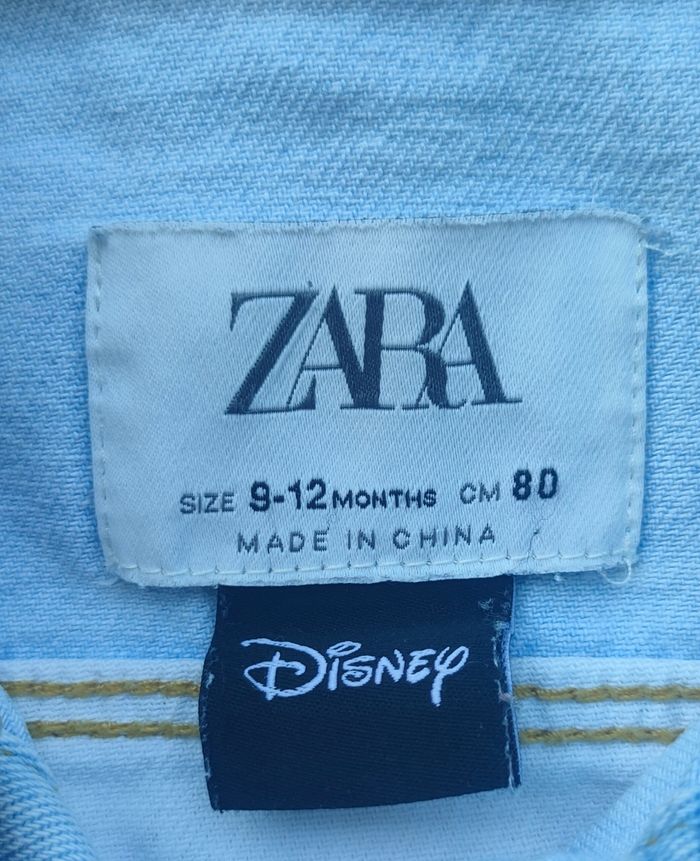 ZARA
SIZE 9-12 MONTHS CM 80
MADE IN CHINA
Disney